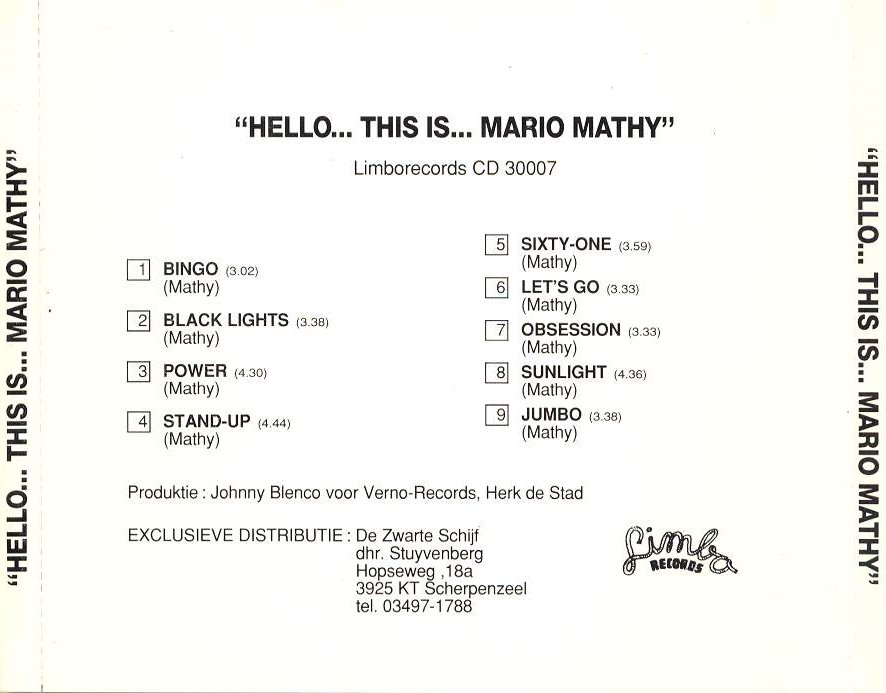 "HELLO... THIS IS... MARIO MATHY"
"HELLO... THIS IS... MARIO MATHY"
Limborecords CD 30007
1 BINGO (3.02)
(Mathy)
2 BLACK LIGHTS (3.38)
(Mathy)
3 POWER (4.30)
(Mathy)
4 STAND-UP (4.44)
(Mathy)
5 SIXTY-ONE (3.59)
(Mathy)
6 LET'S GO (3.33)
(Mathy)
7 OBSESSION (3.33)
(Mathy)
8 SUNLIGHT (4.36)
(Mathy)
9 JUMBO (3.38)
(Mathy)
Produktie : Johnny Blenco voor Verno-Records, Herk de Stad
EXCLUSIEVE DISTRIBUTIE : De Zwarte Schijf
dhr. Stuyvenberg
Hopseweg ,18a
3925 KT Scherpenzeel
tel. 03497-1788
Limbo
RECORDS
"HELLO... THIS IS... MARIO MATHY"